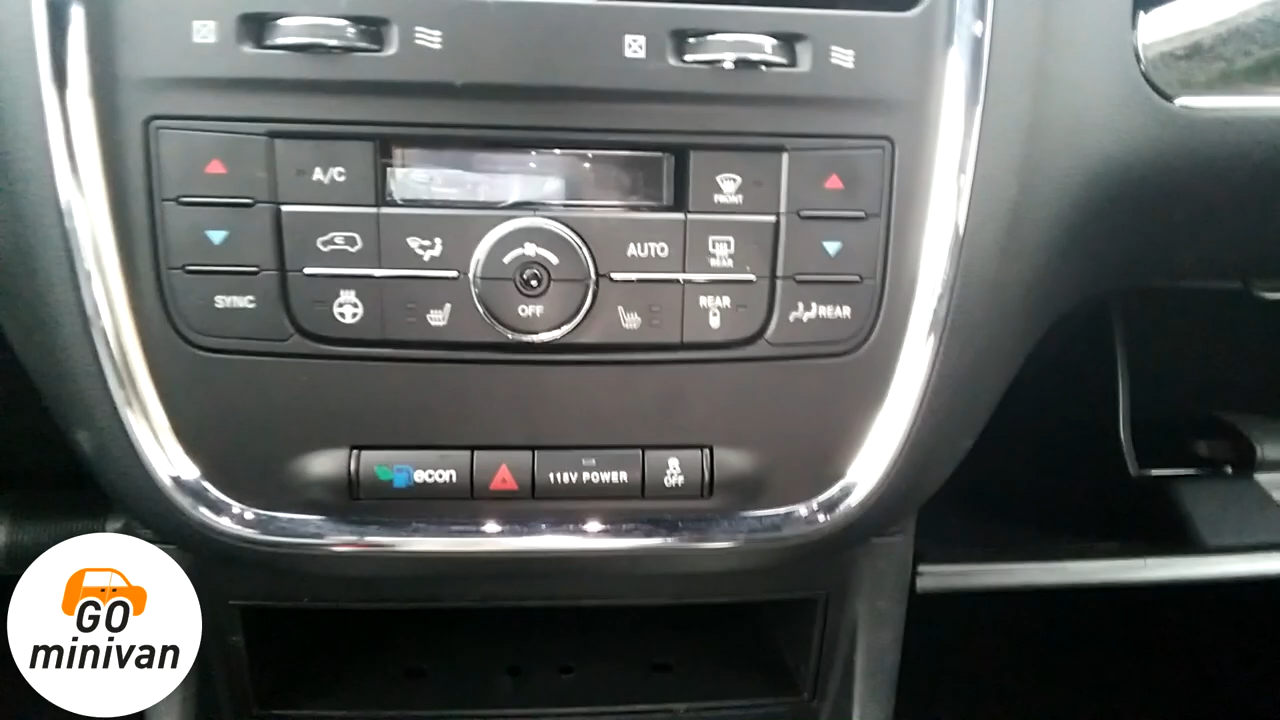 A/C
FRONT
AUTO
REAR
SYNC
OFF
REAR
REAR
econ
115V POWER
OFF
GO
minivan